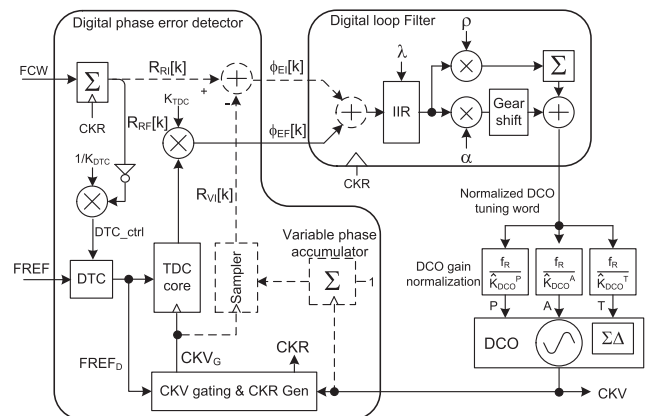 Digital phase error detector
Digital loop Filter
FCW
Σ
CKR
R_RI[k]
+
-
+
ϕ_EI[k]
R_RF[k]
K_TDC
×
ϕ_EF[k]
+
λ
IIR
ρ
×
Σ
×
α
Gear shift
+
CKR
1/K_DTC
×
DTC_ctrl
R_VI[k]
Normalized DCO tuning word
FREF
DTC
TDC core
Sampler
Variable phase accumulator
Σ
1
DCO gain normalization
f_R
K̂_DCO^P
f_R
K̂_DCO^A
f_R
K̂_DCO^T
P
A
T
DCO
ΣΔ
FREF_D
CKV_G
CKR
CKV gating & CKR Gen
CKV